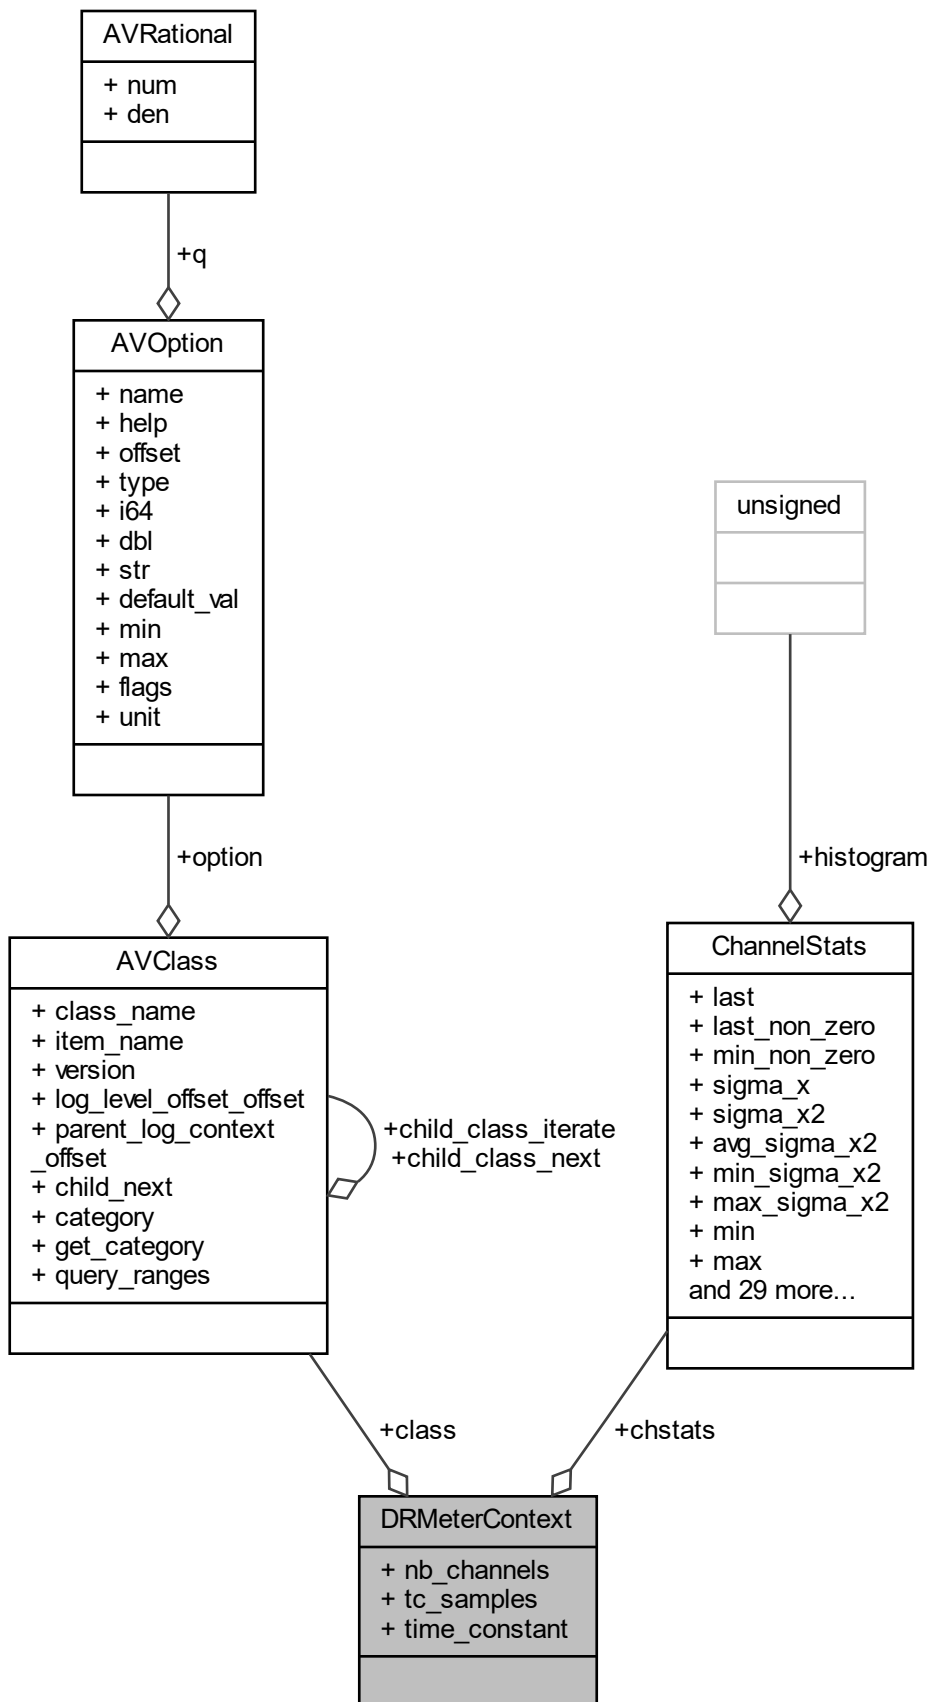 AVRational
+ num
+ den
+q
AVOption
+ name
+ help
+ offset
+ type
+ i64
+ dbl
+ str
+ default_val
+ min
+ max
+ flags
+ unit
unsigned
+option
+histogram
AVClass
+ class_name
+ item_name
+ version
+ log_level_offset_offset
+ parent_log_context
_offset
+ child_next
+ category
+ get_category
+ query_ranges
+child_class_iterate
+child_class_next
ChannelStats
+ last
+ last_non_zero
+ min_non_zero
+ sigma_x
+ sigma_x2
+ avg_sigma_x2
+ min_sigma_x2
+ max_sigma_x2
+ min
+ max
and 29 more...
+class
+chstats
DRMeterContext
+ nb_channels
+ tc_samples
+ time_constant